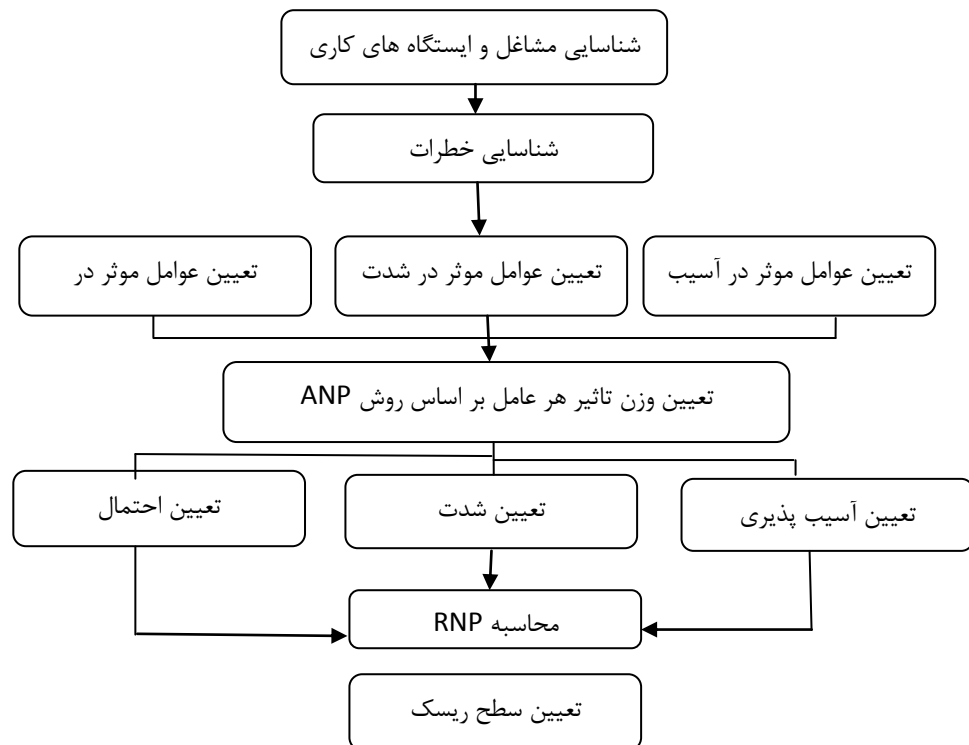 شناسایی مشاغل و ایستگاه های کاری
شناسایی خطرات
تعیین عوامل موثر در آسیب
تعیین عوامل موثر در شدت
تعیین عوامل موثر در
تعیین وزن تاثیر هر عامل بر اساس روش ANP
تعیین آسیب پذیری
تعیین شدت
تعیین احتمال
محاسبه RNP
تعیین سطح ریسک